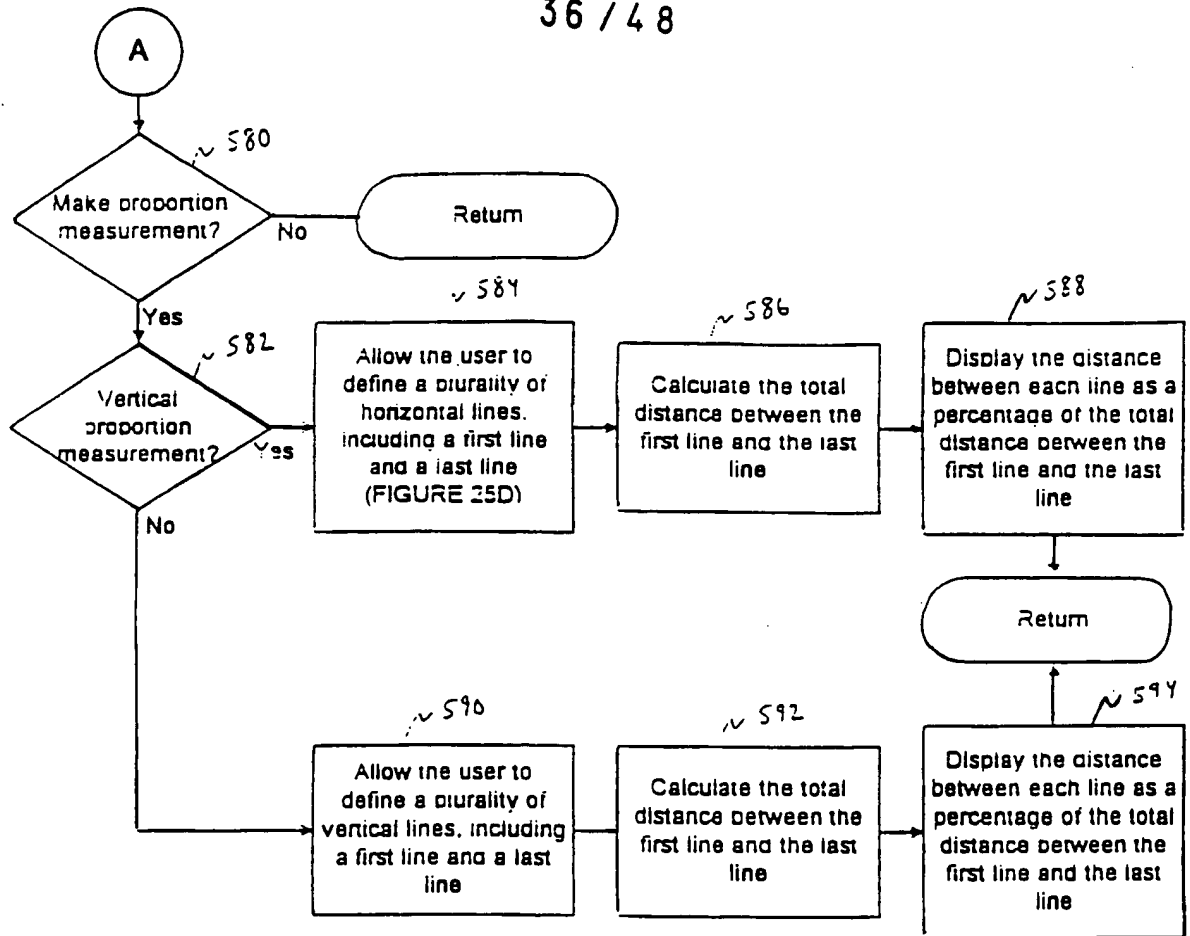 36 / 48
A
~ 580
Make proportion
measurement?
No
Return
Yes
~ 582
Vertical
proportion
measurement?
Yes
No
~ 584
Allow the user to
define a plurality of
horizontal lines,
including a first line
and a last line
(FIGURE 25D)
~ 586
Calculate the total
distance between the
first line and the last
line
~ 588
Display the distance
between each line as a
percentage of the total
distance between the
first line and the last
line
Return
~ 590
Allow the user to
define a plurality of
vertical lines, including
a first line and a last
line
~ 592
Calculate the total
distance between the
first line and the last
line
~ 594
Display the distance
between each line as a
percentage of the total
distance between the
first line and the last
line